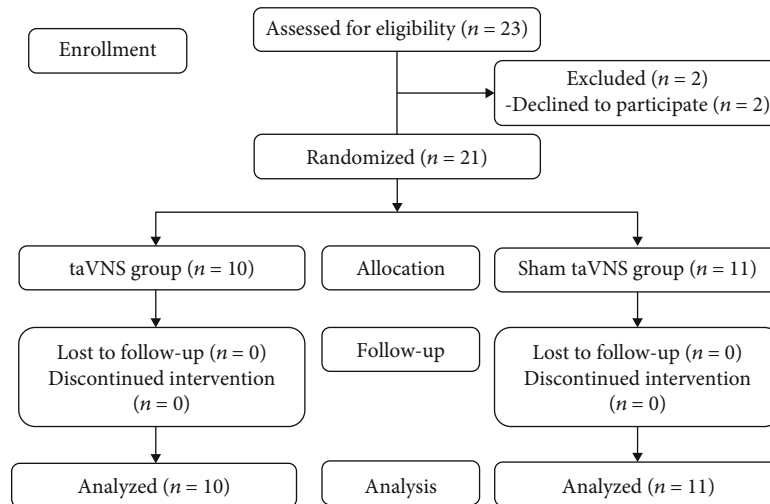 Enrollment
Assessed for eligibility (n = 23)
Excluded (n = 2)
-Declined to participate (n = 2)
Randomized (n = 21)
taVNS group (n = 10)
Allocation
Sham taVNS group (n = 11)
Lost to follow-up (n = 0)
Discontinued intervention
(n = 0)
Follow-up
Lost to follow-up (n = 0)
Discontinued intervention
(n = 0)
Analyzed (n = 10)
Analysis
Analyzed (n = 11)